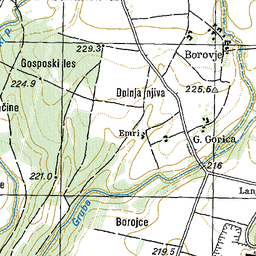 229.3
Borovje
Gosposki les
224.9
Dolnja njiva
225.5
Emri
G. Gorica
216
221.0
Gruba
Borojce
219.5